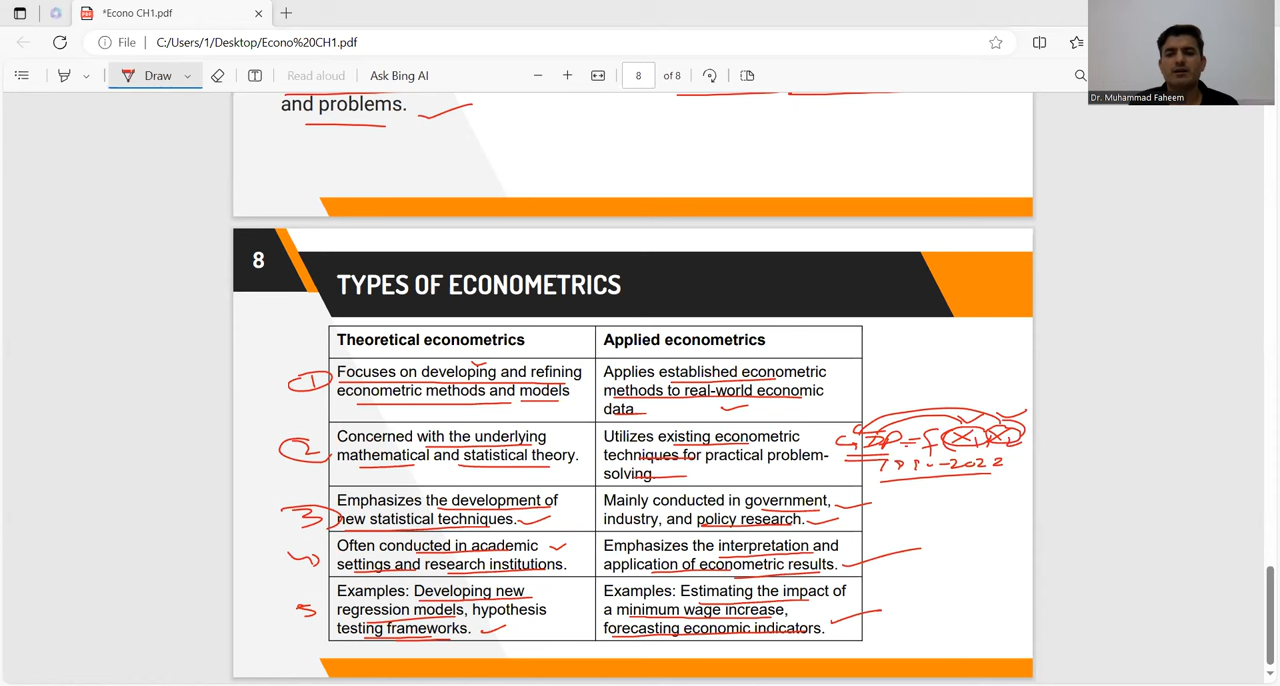 *Econo CH1.pdf
File C:/Users/1/Desktop/Econo%20CH1.pdf
Draw Read aloud Ask Bing AI 8 of 8
Dr. Muhammad Faheem
and problems.
8
TYPES OF ECONOMETRICS
Theoretical econometrics
Applied econometrics
1
Focuses on developing and refining
econometric methods and models
Applies established econometric
methods to real-world economic
data
2
Concerned with the underlying
mathematical and statistical theory.
Utilizes existing econometric
techniques for practical problem-
solving.
3
Emphasizes the development of
new statistical techniques.
Mainly conducted in government,
industry, and policy research.
Often conducted in academic
settings and research institutions.
Emphasizes the interpretation and
application of econometric results.
5
Examples: Developing new
regression models, hypothesis
testing frameworks.
Examples: Estimating the impact of
a minimum wage increase,
forecasting economic indicators.